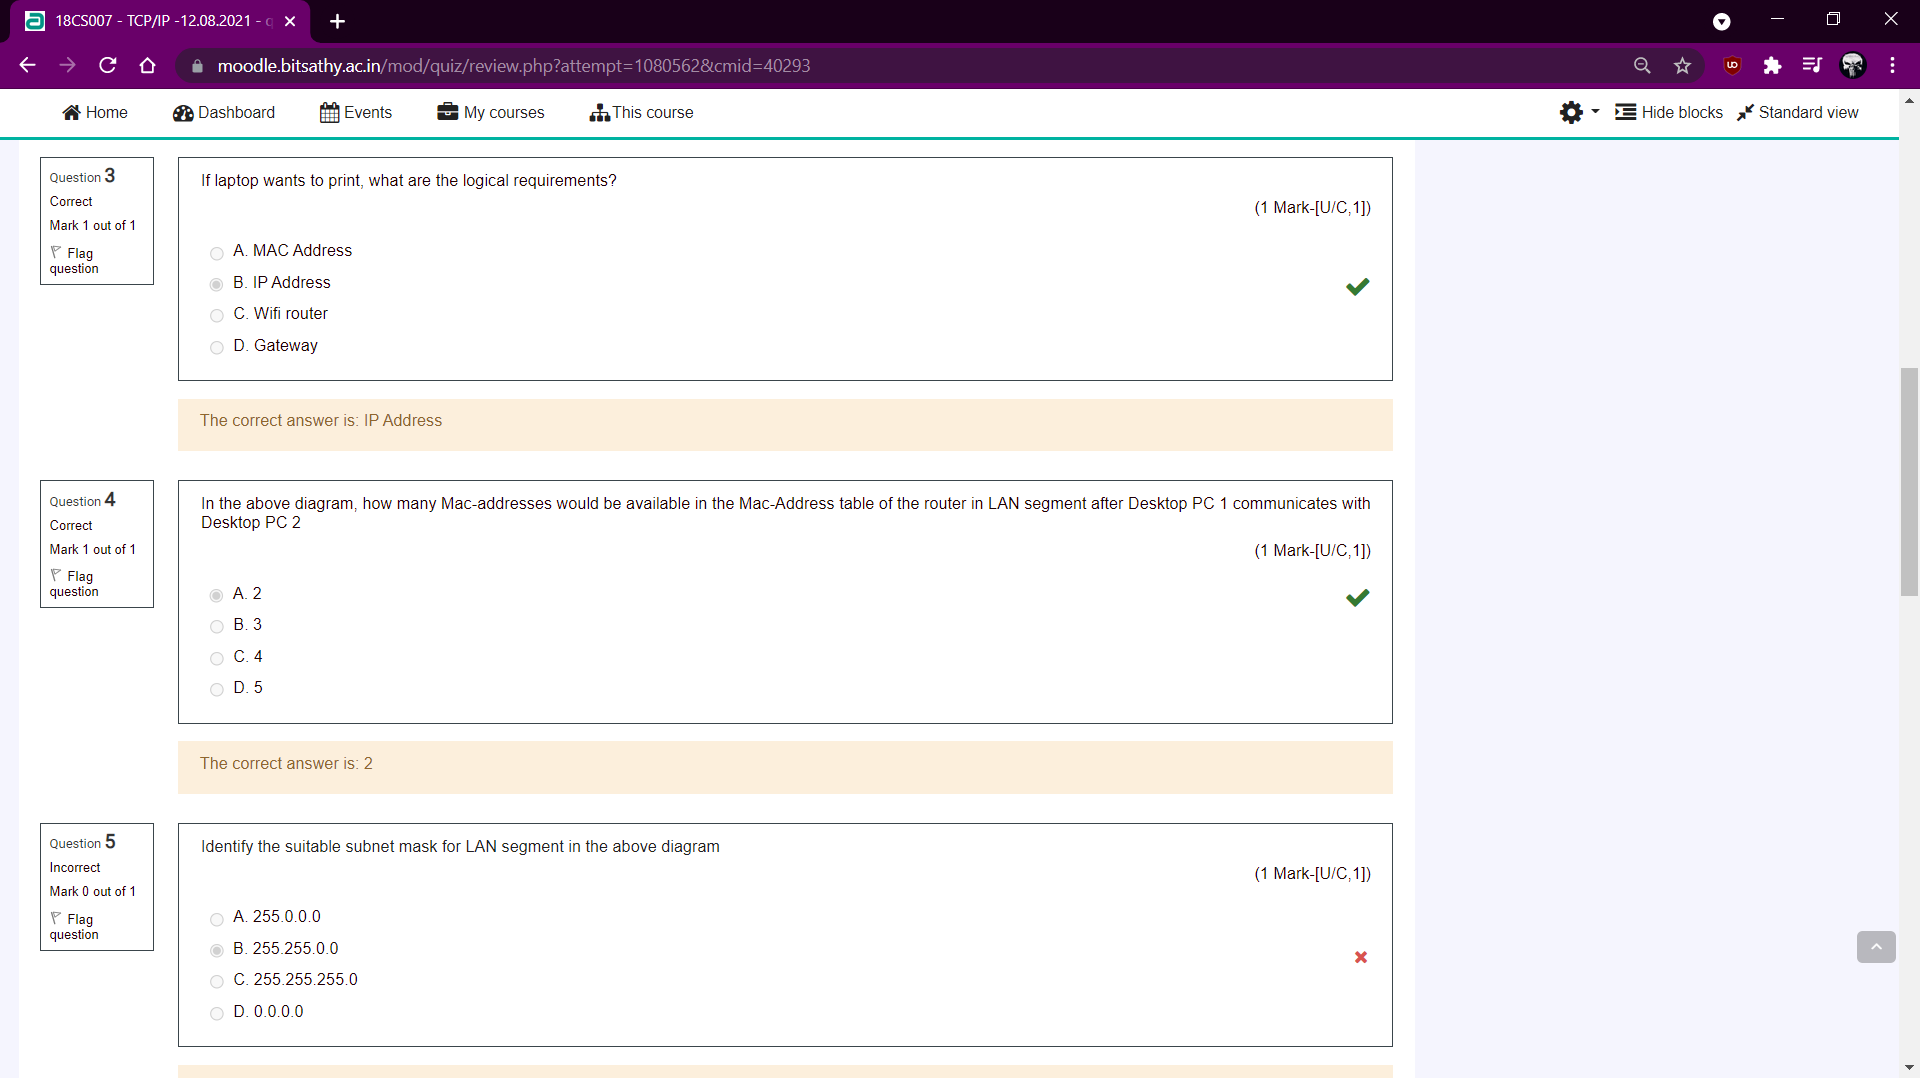 18CS007 - TCP/IP -12.08.2021 -
moodle.bitsathy.ac.in/mod/quiz/review.php?attempt=1080562&cmid=40293
Home Dashboard Events My courses This course Hide blocks Standard view
Question 3
Correct
Mark 1 out of 1
Flag
question
If laptop wants to print, what are the logical requirements?
(1 Mark-[U/C,1])
A. MAC Address
B. IP Address
C. Wifi router
D. Gateway
The correct answer is: IP Address
Question 4
Correct
Mark 1 out of 1
Flag
question
In the above diagram, how many Mac-addresses would be available in the Mac-Address table of the router in LAN segment after Desktop PC 1 communicates with
Desktop PC 2
(1 Mark-[U/C,1])
A. 2
B. 3
C. 4
D. 5
The correct answer is: 2
Question 5
Incorrect
Mark 0 out of 1
Flag
question
Identify the suitable subnet mask for LAN segment in the above diagram
(1 Mark-[U/C,1])
A. 255.0.0.0
B. 255.255.0.0
C. 255.255.255.0
D. 0.0.0.0